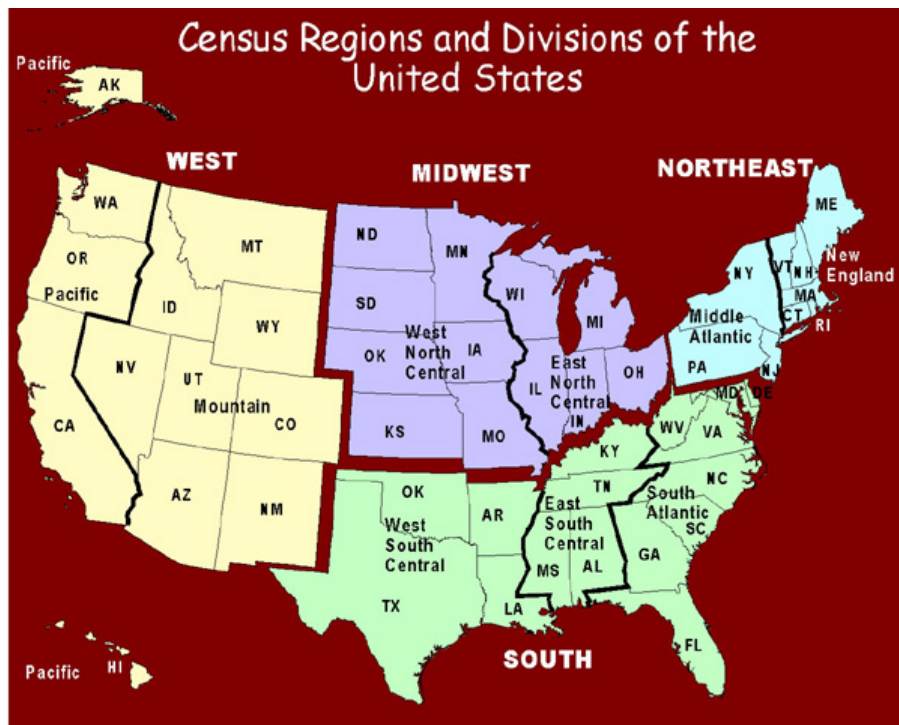 Census Regions and Divisions of the
United States
Pacific
AK
WEST
MIDWEST
NORTHEAST
WA
OR
Pacific
CA
NV
ID
MT
WY
UT
Mountain
CO
AZ
NM
ND
MN
SD
OK
West
North
Central
IA
KS
MO
WI
MI
IL
East
North
Central
IN
OH
ME
New
England
VT
NH
MA
CT
RI
NY
Middle
Atlantic
PA
NJ
OK
AR
West
South
Central
TX
LA
KY
TN
East
South
Central
MS
AL
MD
DE
WV
VA
NC
South
Atlantic
SC
GA
FL
SOUTH
Pacific
HI